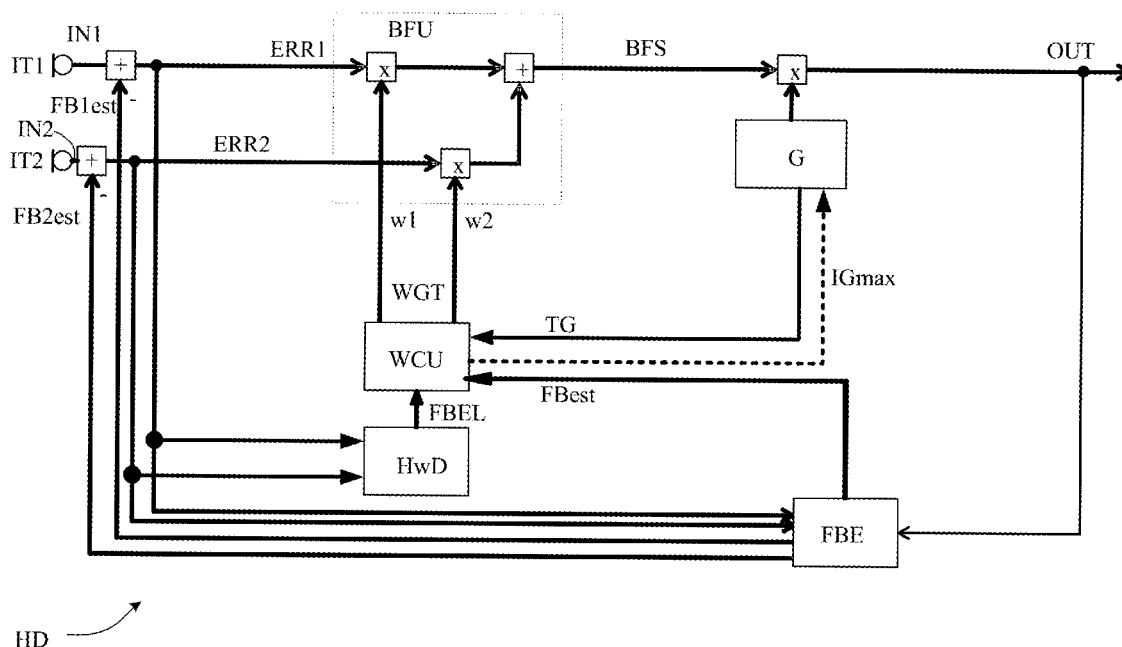 IN1
BFU
IT1
+
ERR1
x
+
BFS
x
OUT
FB1est
-
IN2
IT2
+
ERR2
x
G
-
FB2est
w1
w2
IGmax
WGT
TG
WCU
FBest
FBEL
HwD
FBE
HD